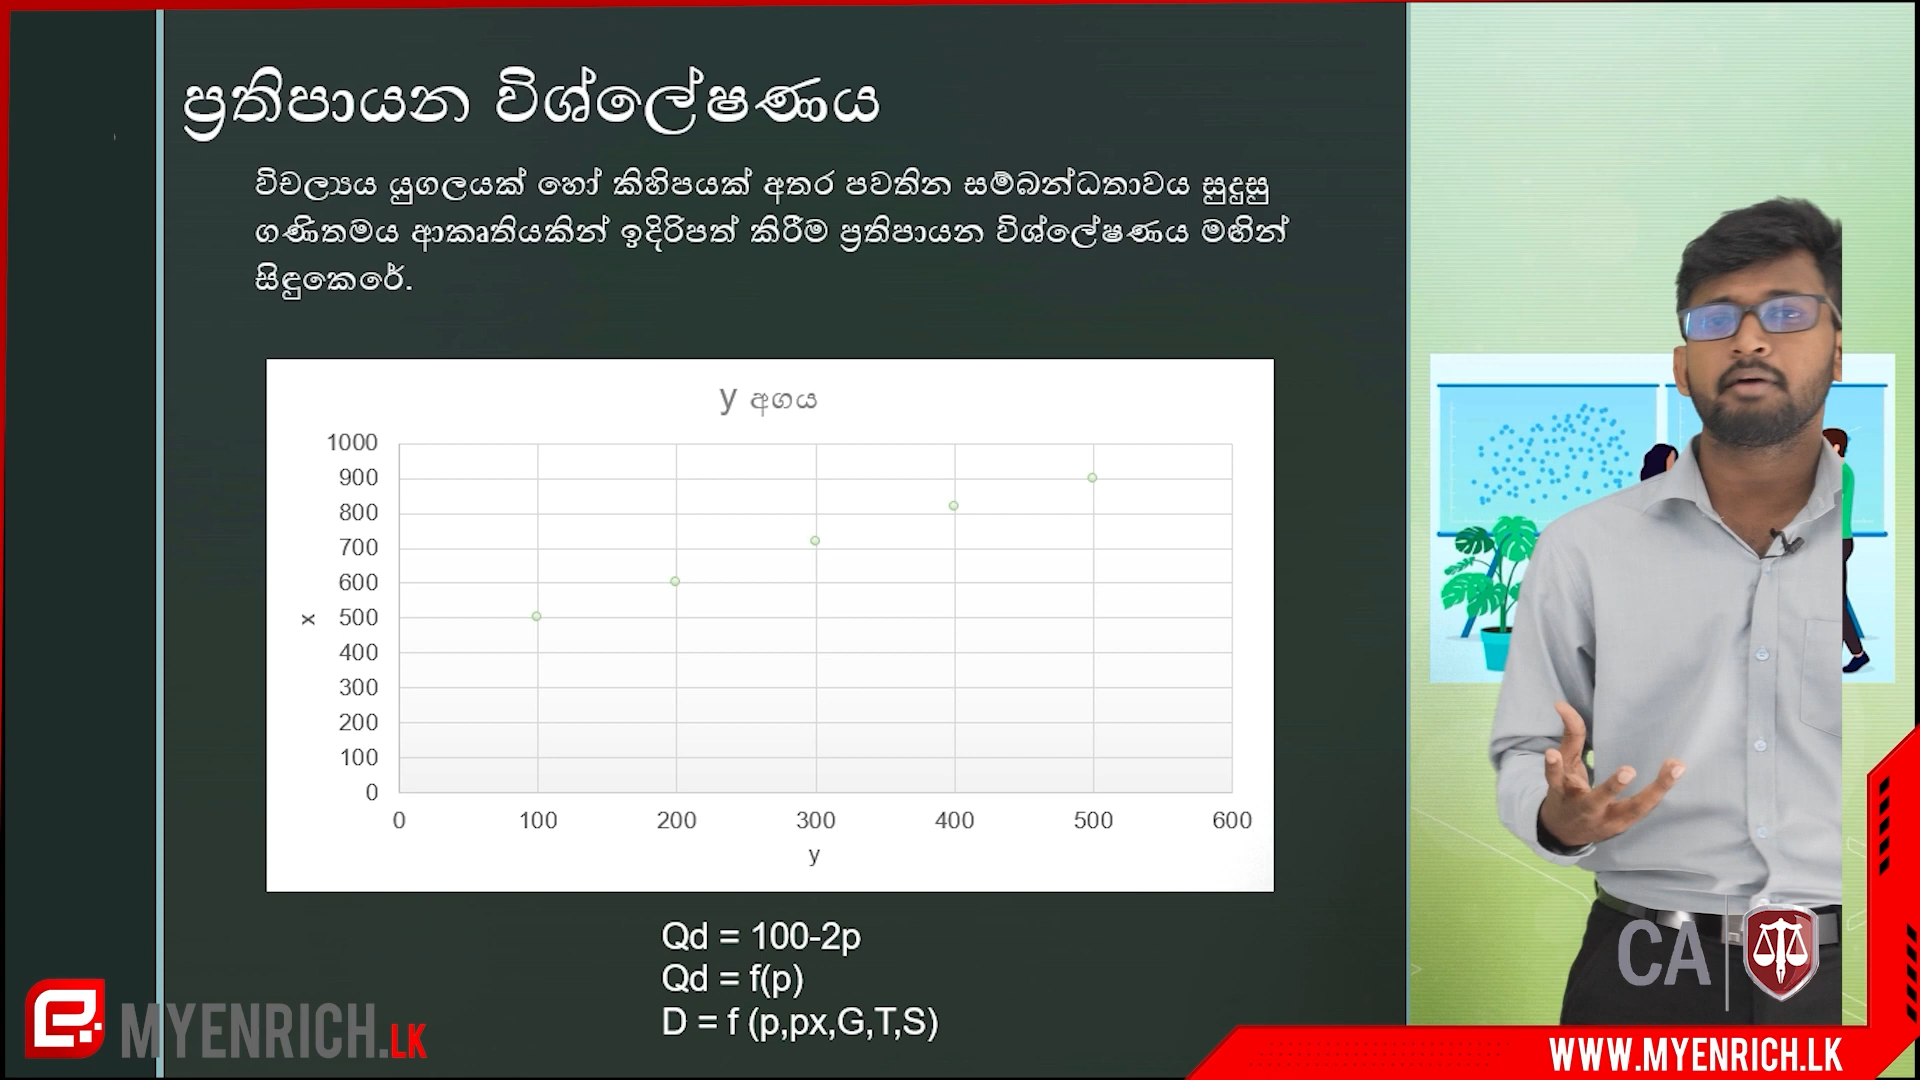 ප්‍රතිපායන විශ්ලේෂණය
විචල්‍යය යුගලයක් හෝ කිහිපයක් අතර පවතින සම්බන්ධතාවය සුදුසු
ගණිතමය ආකෘතියකින් ඉදිරිපත් කිරීම ප්‍රතිපායන විශ්ලේෂණය මඟින්
සිඳුකෙරේ.
y අගය
1000
900
800
700
600
500
400
300
200
100
0
x
0 100 200 300 400 500 600
y
Qd = 100-2p
Qd = f(p)
D = f (p,px,G,T,S)
CA
MYENRICH.LK
WWW.MYENRICH.LK